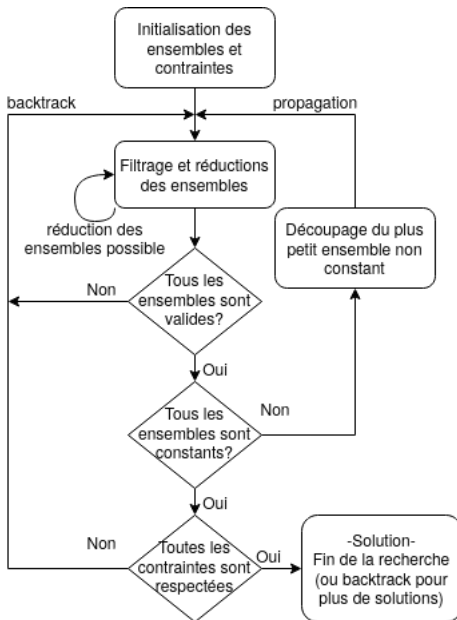 Initialisation des
ensembles et
contraintes
backtrack
propagation
Filtrage et réductions
des ensembles
réduction des
ensembles possible
Découpage du plus
petit ensemble non
constant
Tous les
ensembles sont
valides?
Non
Oui
Tous les
ensembles sont
constants?
Non
Oui
Toutes les
contraintes sont
respectées
Non
Oui
-Solution-
Fin de la recherche
(ou backtrack pour
plus de solutions)